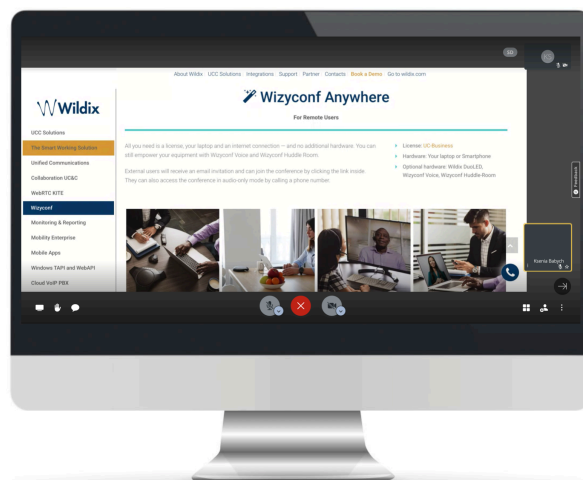 SD
About Wildix UCC Solutions Integrations Support Partner Contacts Book a Demo Go to wildix.com
Wildix
Wizyconf Anywhere
For Remote Users
UCC Solutions
The Smart Working Solution
Unified Communications
Collaboration UC&C
WebRTC KITE
Wizyconf
Monitoring & Reporting
Mobility Enterprise
Mobile Apps
Windows TAPI and WebAPI
Cloud VoIP PBX
All you need is a license, your laptop and an internet connection — and no additional hardware. You can
still empower your equipment with Wizyconf Voice and Wizyconf Huddle-Room.
External users will receive an email invitation and can join the conference by clicking the link inside.
They can also access the conference in audio-only mode by calling a phone number.
License: UC-Business
Hardware: Your laptop or Smartphone
Optional hardware: Wildix DuoLED,
Wizyconf Voice, Wizyconf Huddle-Room
Feedback
Ksenia Babych